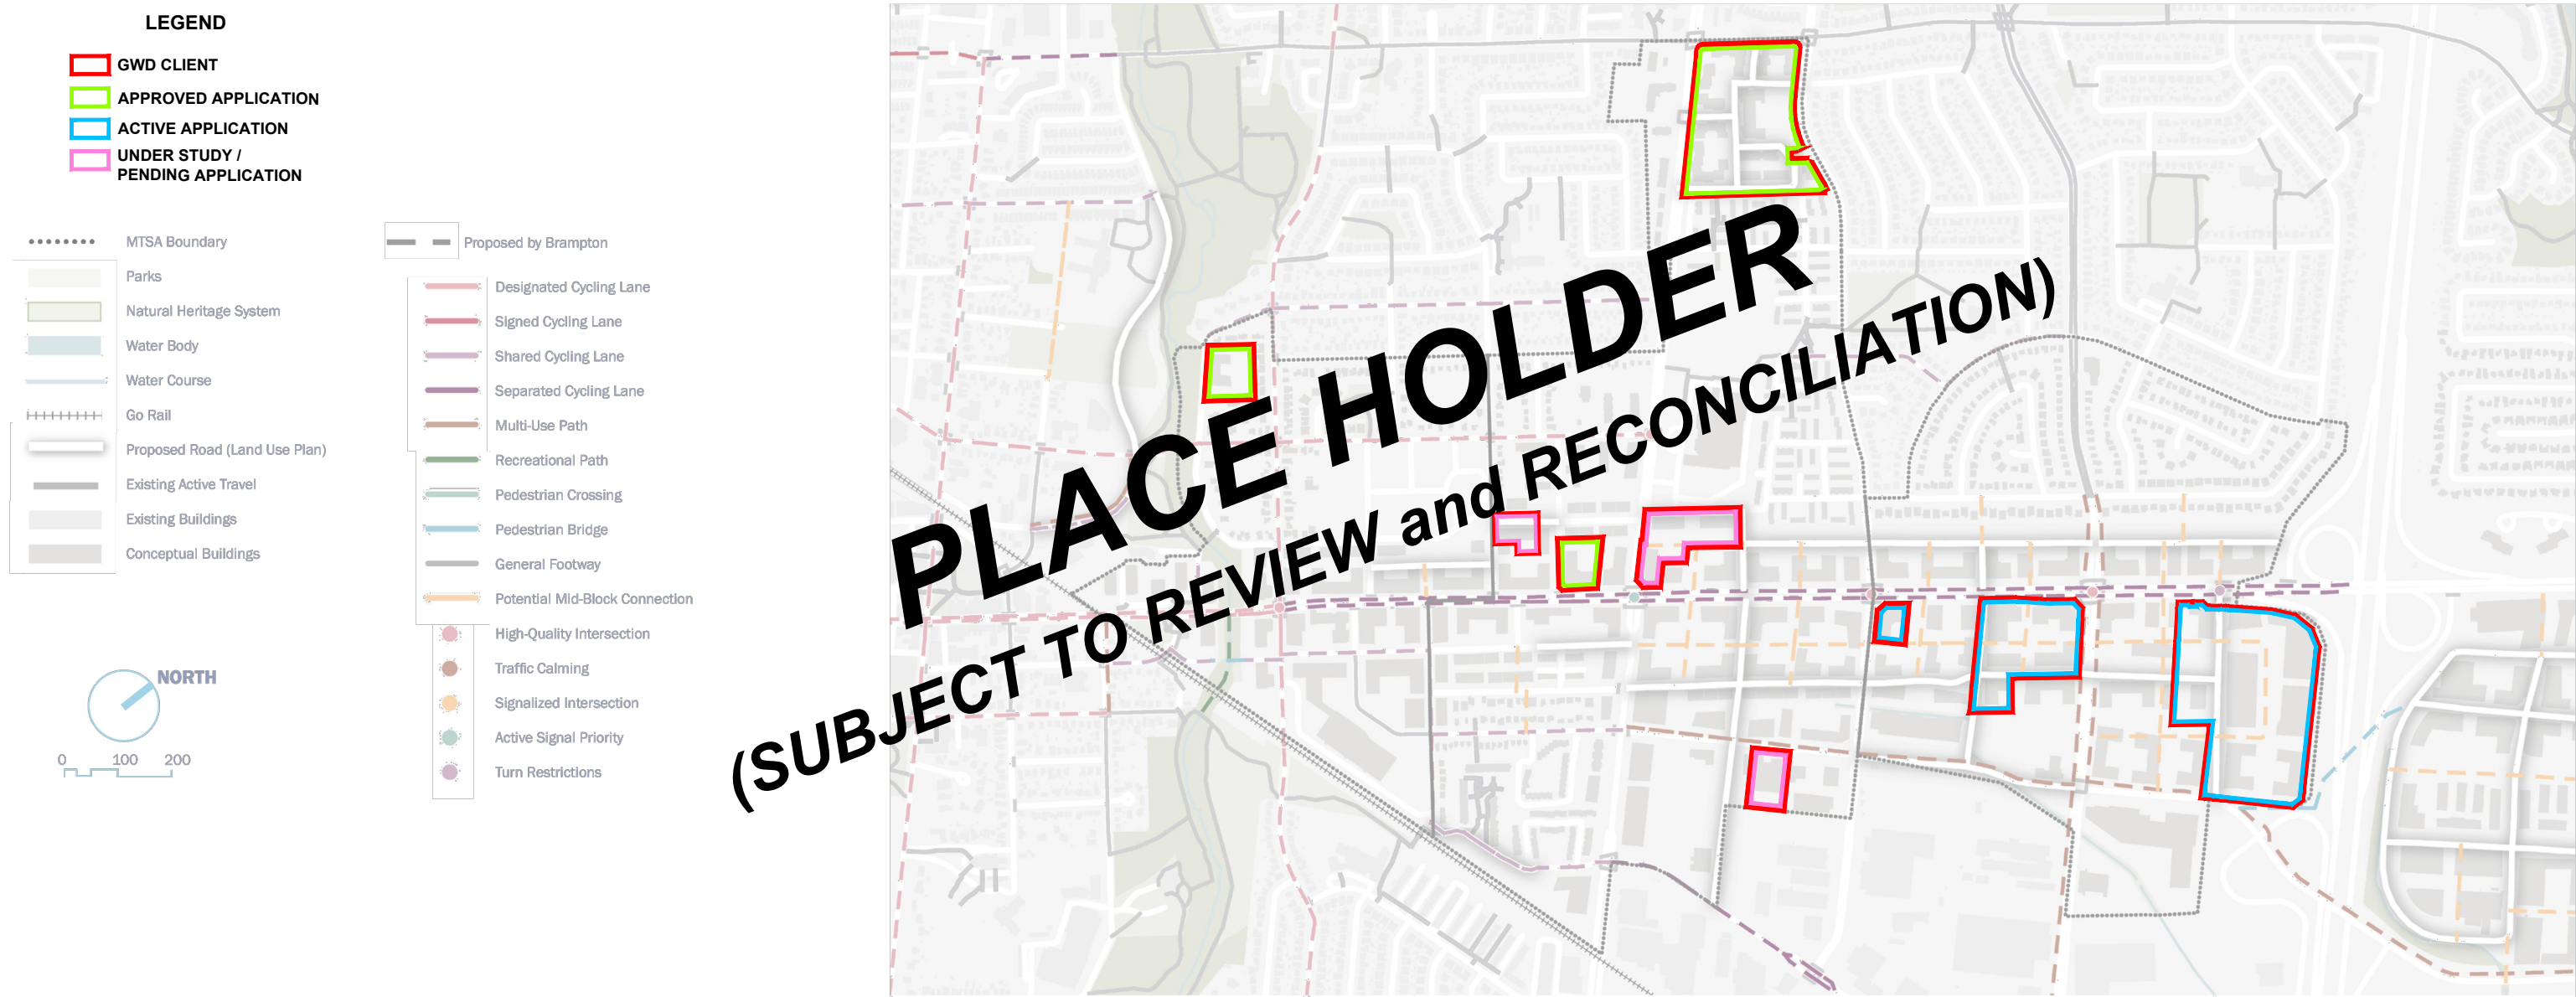 LEGEND
GWD CLIENT
APPROVED APPLICATION
ACTIVE APPLICATION
UNDER STUDY /
PENDING APPLICATION
MTSA Boundary
Parks
Natural Heritage System
Water Body
Water Course
Go Rail
Proposed Road (Land Use Plan)
Existing Active Travel
Existing Buildings
Conceptual Buildings
Proposed by Brampton
Designated Cycling Lane
Signed Cycling Lane
Shared Cycling Lane
Separated Cycling Lane
Multi-Use Path
Recreational Path
Pedestrian Crossing
Pedestrian Bridge
General Footway
Potential Mid-Block Connection
High-Quality Intersection
Traffic Calming
Signalized Intersection
Active Signal Priority
Turn Restrictions
NORTH
0 100 200
PLACE HOLDER
(SUBJECT TO REVIEW and RECONCILIATION)